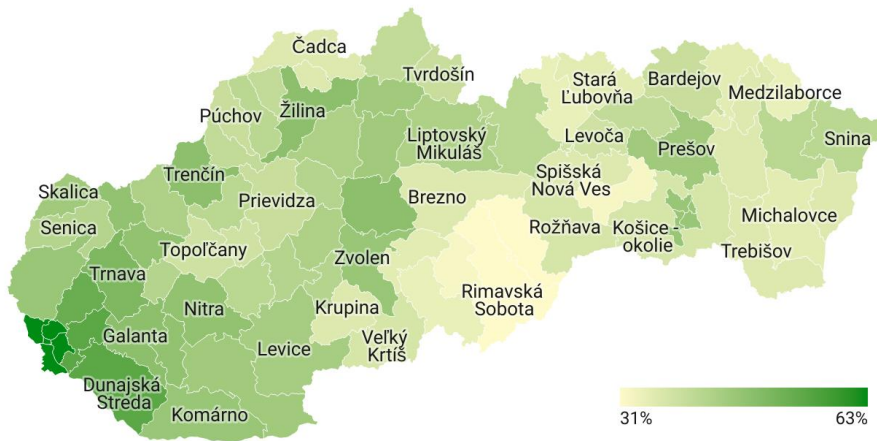 Čadca
Tvrdošín
Stará
Ľubovňa
Bardejov
Medzilaborce
Púchov
Žilina
Liptovský
Mikuláš
Levoča
Prešov
Snina
Trenčín
Spišská
Nová Ves
Skalica
Prievidza
Brezno
Senica
Rožňava
Košice -
okolie
Michalovce
Topoľčany
Zvolen
Trebišov
Trnava
Rimavská
Sobota
Nitra
Krupina
Galanta
Levice
Veľký
Krtíš
Dunajská
Streda
Komárno
31%
63%